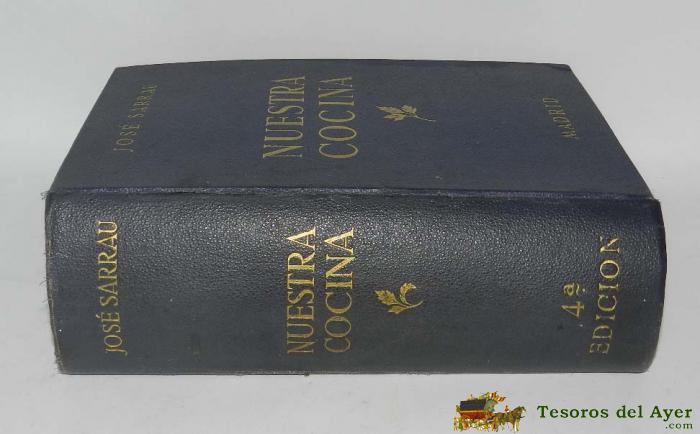 JOSÉ SARRAU
NUESTRA
COCINA
MADRID
JOSÉ SARRAU
NUESTRA
COCINA
4ª
EDICION
Tesoros del Ayer
.com